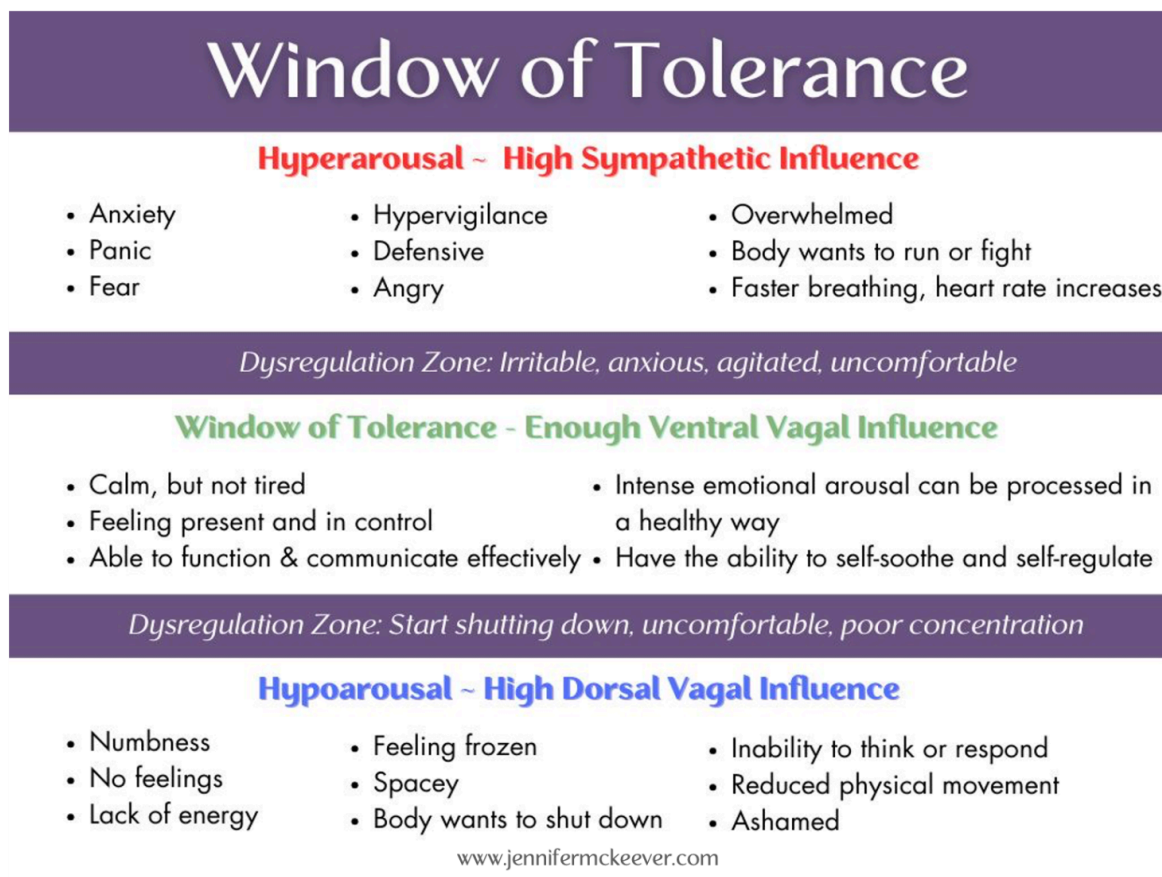 Window of Tolerance
Hyperarousal ~ High Sympathetic Influence
• Anxiety
• Panic
• Fear
• Hypervigilance
• Defensive
• Angry
• Overwhelmed
• Body wants to run or fight
• Faster breathing, heart rate increases
Dysregulation Zone: Irritable, anxious, agitated, uncomfortable
Window of Tolerance - Enough Ventral Vagal Influence
• Calm, but not tired
• Feeling present and in control
• Able to function & communicate effectively
• Intense emotional arousal can be processed in
a healthy way
• Have the ability to self-soothe and self-regulate
Dysregulation Zone: Start shutting down, uncomfortable, poor concentration
Hypoarousal ~ High Dorsal Vagal Influence
• Numbness
• No feelings
• Lack of energy
• Feeling frozen
• Spacey
• Body wants to shut down
• Inability to think or respond
• Reduced physical movement
• Ashamed
www.jennifermckeever.com